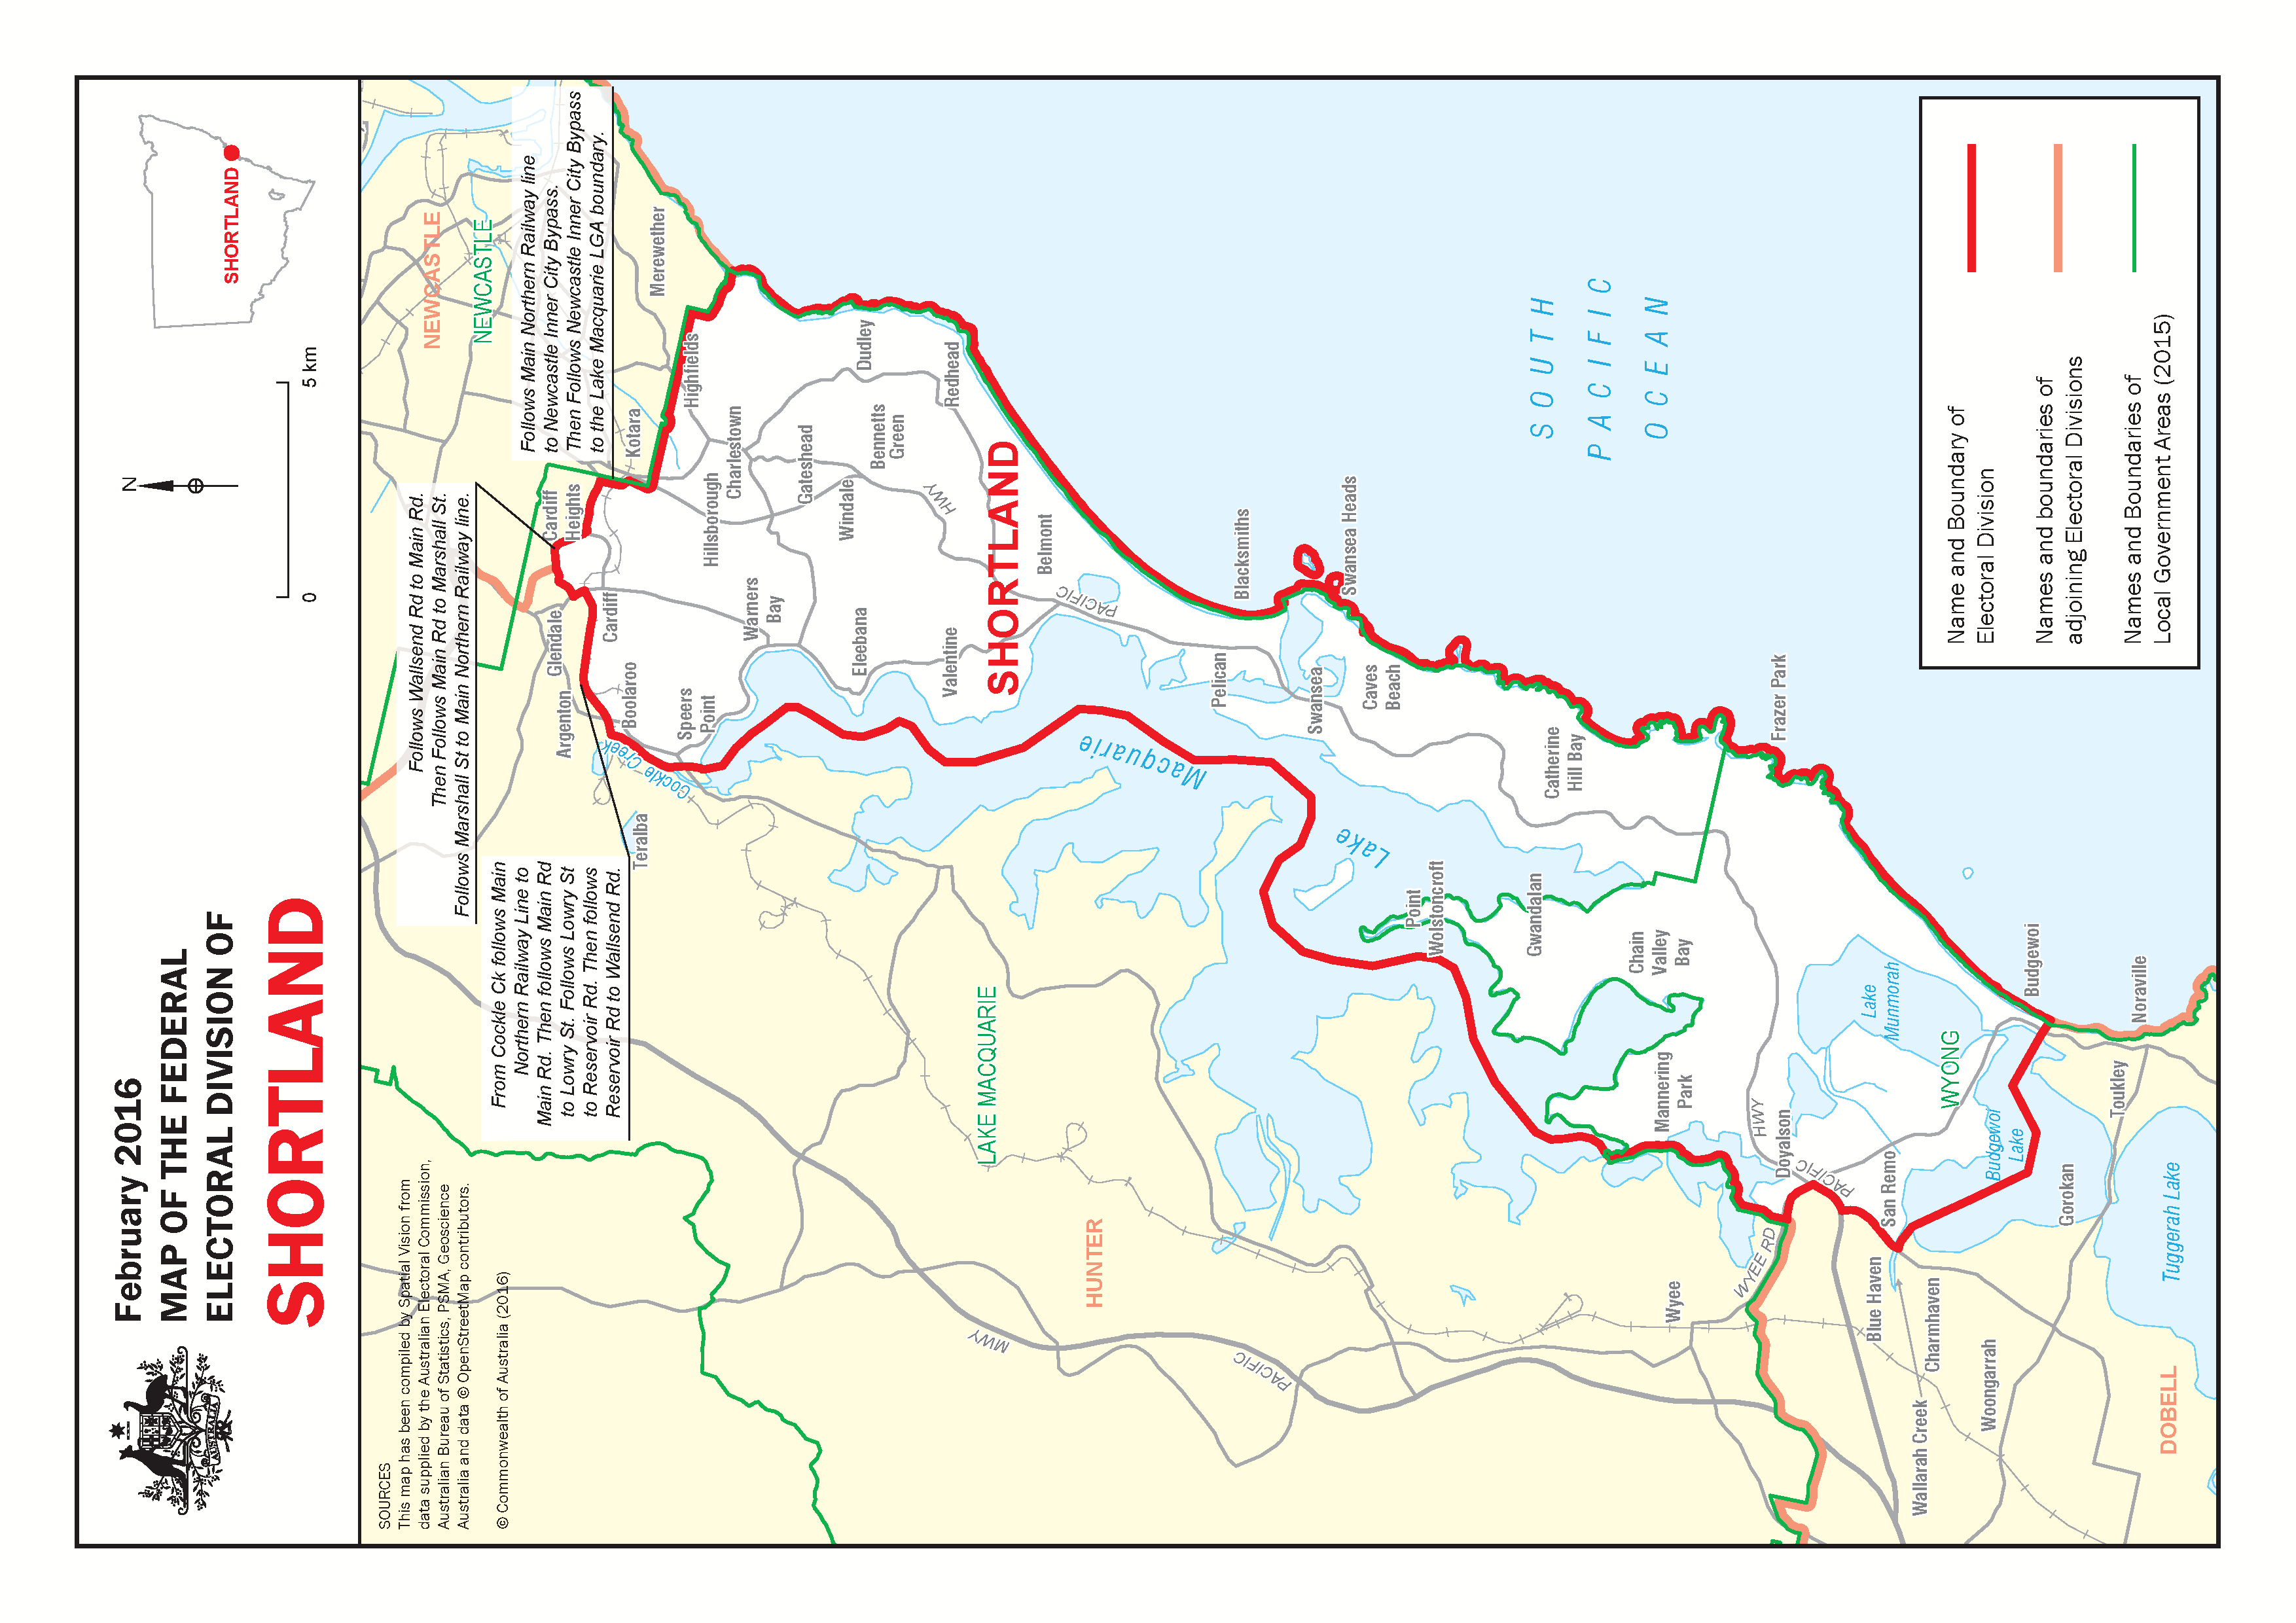 February 2016
MAP OF THE FEDERAL
ELECTORAL DIVISION OF
SHORTLAND
AUSTRALIA
N
0
5 km
SHORTLAND
SOURCES
This map has been compiled by Spatial Vision from
data supplied by the Australian Electoral Commission,
Australian Bureau of Statistics, PSMA, Geoscience
Australia and data © OpenStreetMap contributors.
© Commonwealth of Australia (2016)
Follows Wallsend Rd to Main Rd.
Then Follows Main Rd to Marshall St.
Follows Marshall St to Main Northern Railway line.
Follows Main Northern Railway line
to Newcastle Inner City Bypass.
Then Follows Newcastle Inner City Bypass
to the Lake Macquarie LGA boundary.
From Cockle Ck follows Main
Northern Railway Line to
Main Rd. Then follows Main Rd
to Lowry St. Follows Lowry St
to Reservoir Rd. Then follows
Reservoir Rd to Wallsend Rd.
NEWCASTLE
NEWCASTLE
Merewether
Kotara
Highfields
Cardiff
Heights
Glendale
Cardiff
Argenton
Boolaroo
Teralba
Cockle Creek
Speers
Point
Hillsborough
Charlestown
Warners
Bay
Gateshead
Windale
Dudley
Bennetts
Green
Eleebana
Redhead
HWY
Valentine
SHORTLAND
Belmont
PACIFIC
LAKE MACQUARIE
HUNTER
MWY
PACIFIC
Macquarie
Lake
Pelican
Blacksmiths
Swansea
Swansea Heads
Caves
Beach
Point
Wolstoncroft
Gwandalan
Catherine
Hill Bay
SOUTH
PACIFIC
OCEAN
Chain
Valley
Bay
Mannering
Park
Wyee
WYEE RD
HWY
Doyalson
PACIFIC
Frazer Park
Lake
Munmorah
San Remo
Blue Haven
WYONG
Wallarah Creek
Charmhaven
Woongarrah
Budgewoi
Lake
Budgewoi
Gorokan
Toukley
Noraville
Tuggerah Lake
DOBELL
Name and Boundary of
Electoral Division
Names and boundaries of
adjoining Electoral Divisions
Names and Boundaries of
Local Government Areas (2015)